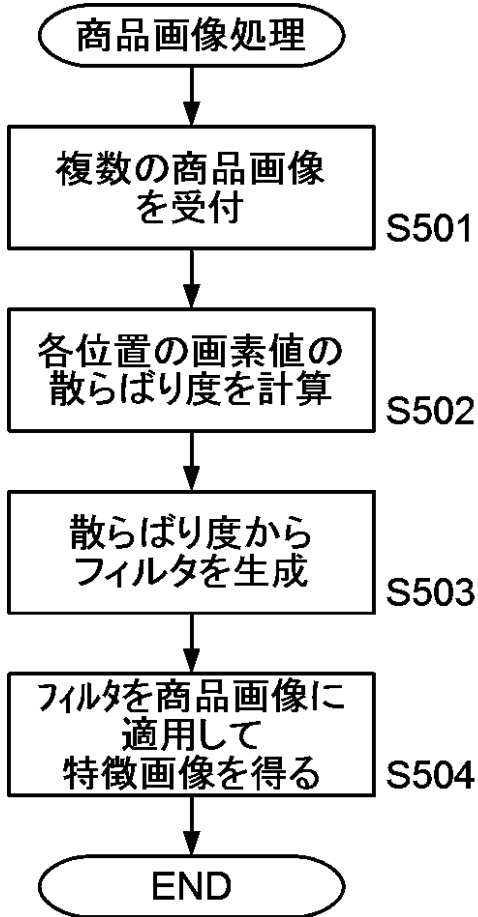 商品画像処理
複数の商品画像
を受付
S501
各位置の画素値の
散らばり度を計算
S502
散らばり度から
フィルタを生成
S503
フィルタを商品画像に
適用して
特徴画像を得る
S504
END